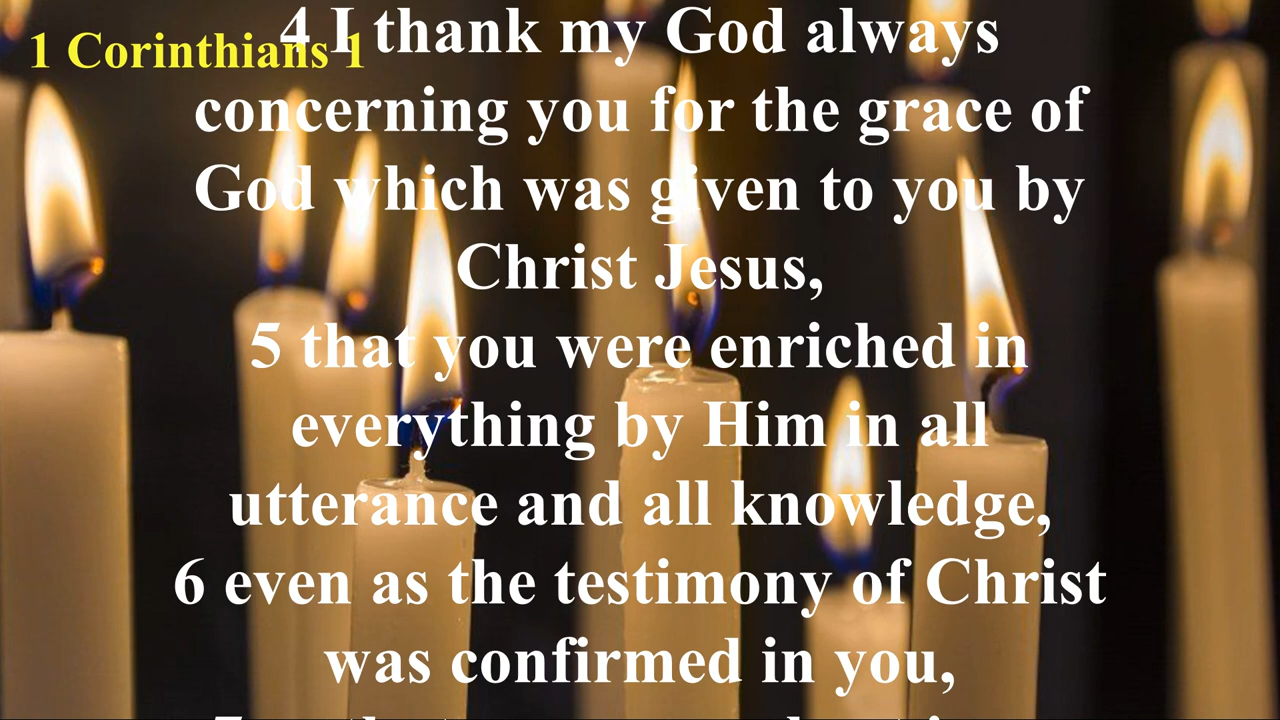 1 Corinthians 1
4 I thank my God always
concerning you for the grace of
God which was given to you by
Christ Jesus,
5 that you were enriched in
everything by Him in all
utterance and all knowledge,
6 even as the testimony of Christ
was confirmed in you,